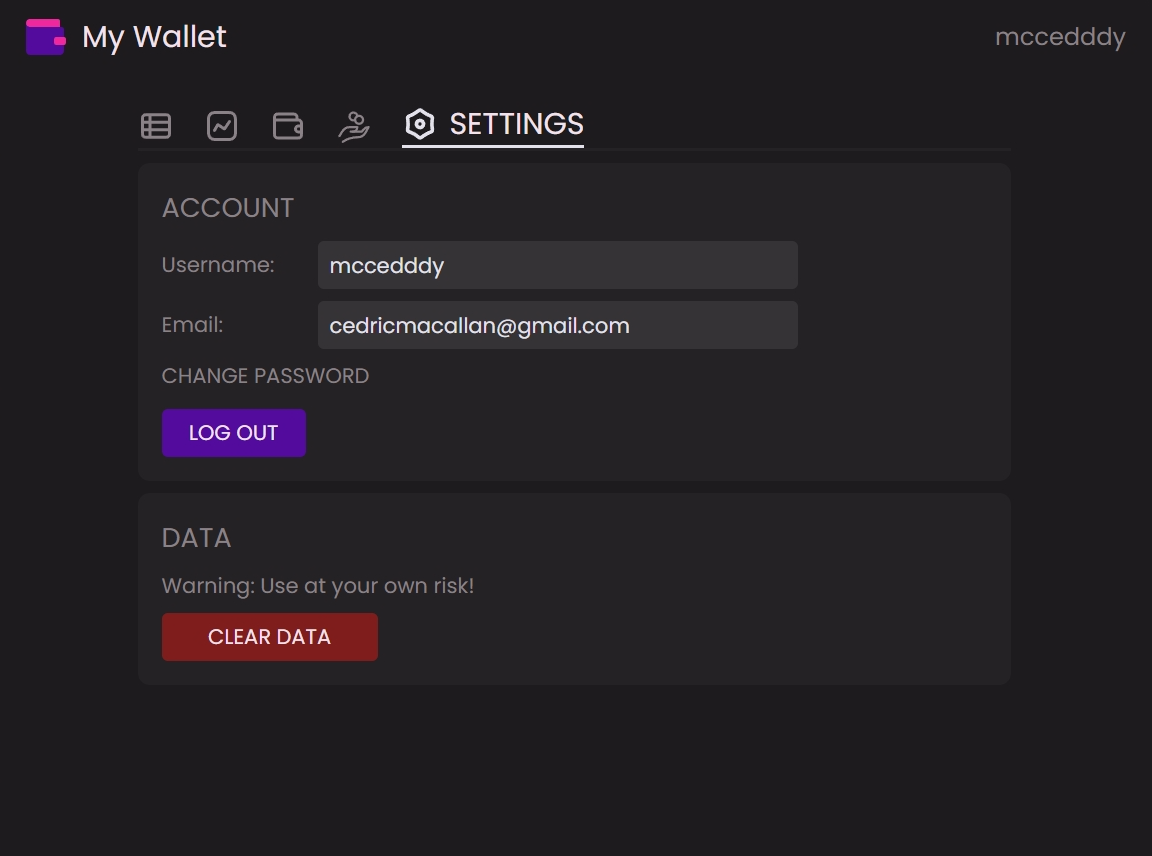 My Wallet
mccedddy
SETTINGS
ACCOUNT
Username:
mccedddy
Email:
cedricmacallan@gmail.com
CHANGE PASSWORD
LOG OUT
DATA
Warning: Use at your own risk!
CLEAR DATA